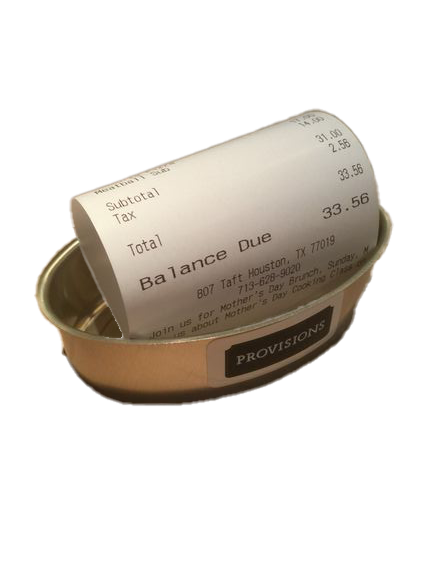 Meatball Sub
14.00
Subtotal 31.00
Tax 2.56
Total 33.56
Balance Due 33.56
807 Taft Houston, TX 77019
713-628-9020
Join us for Mother's Day Brunch, Sunday, M
us about Mother's Day Cooking Class
PROVISIONS